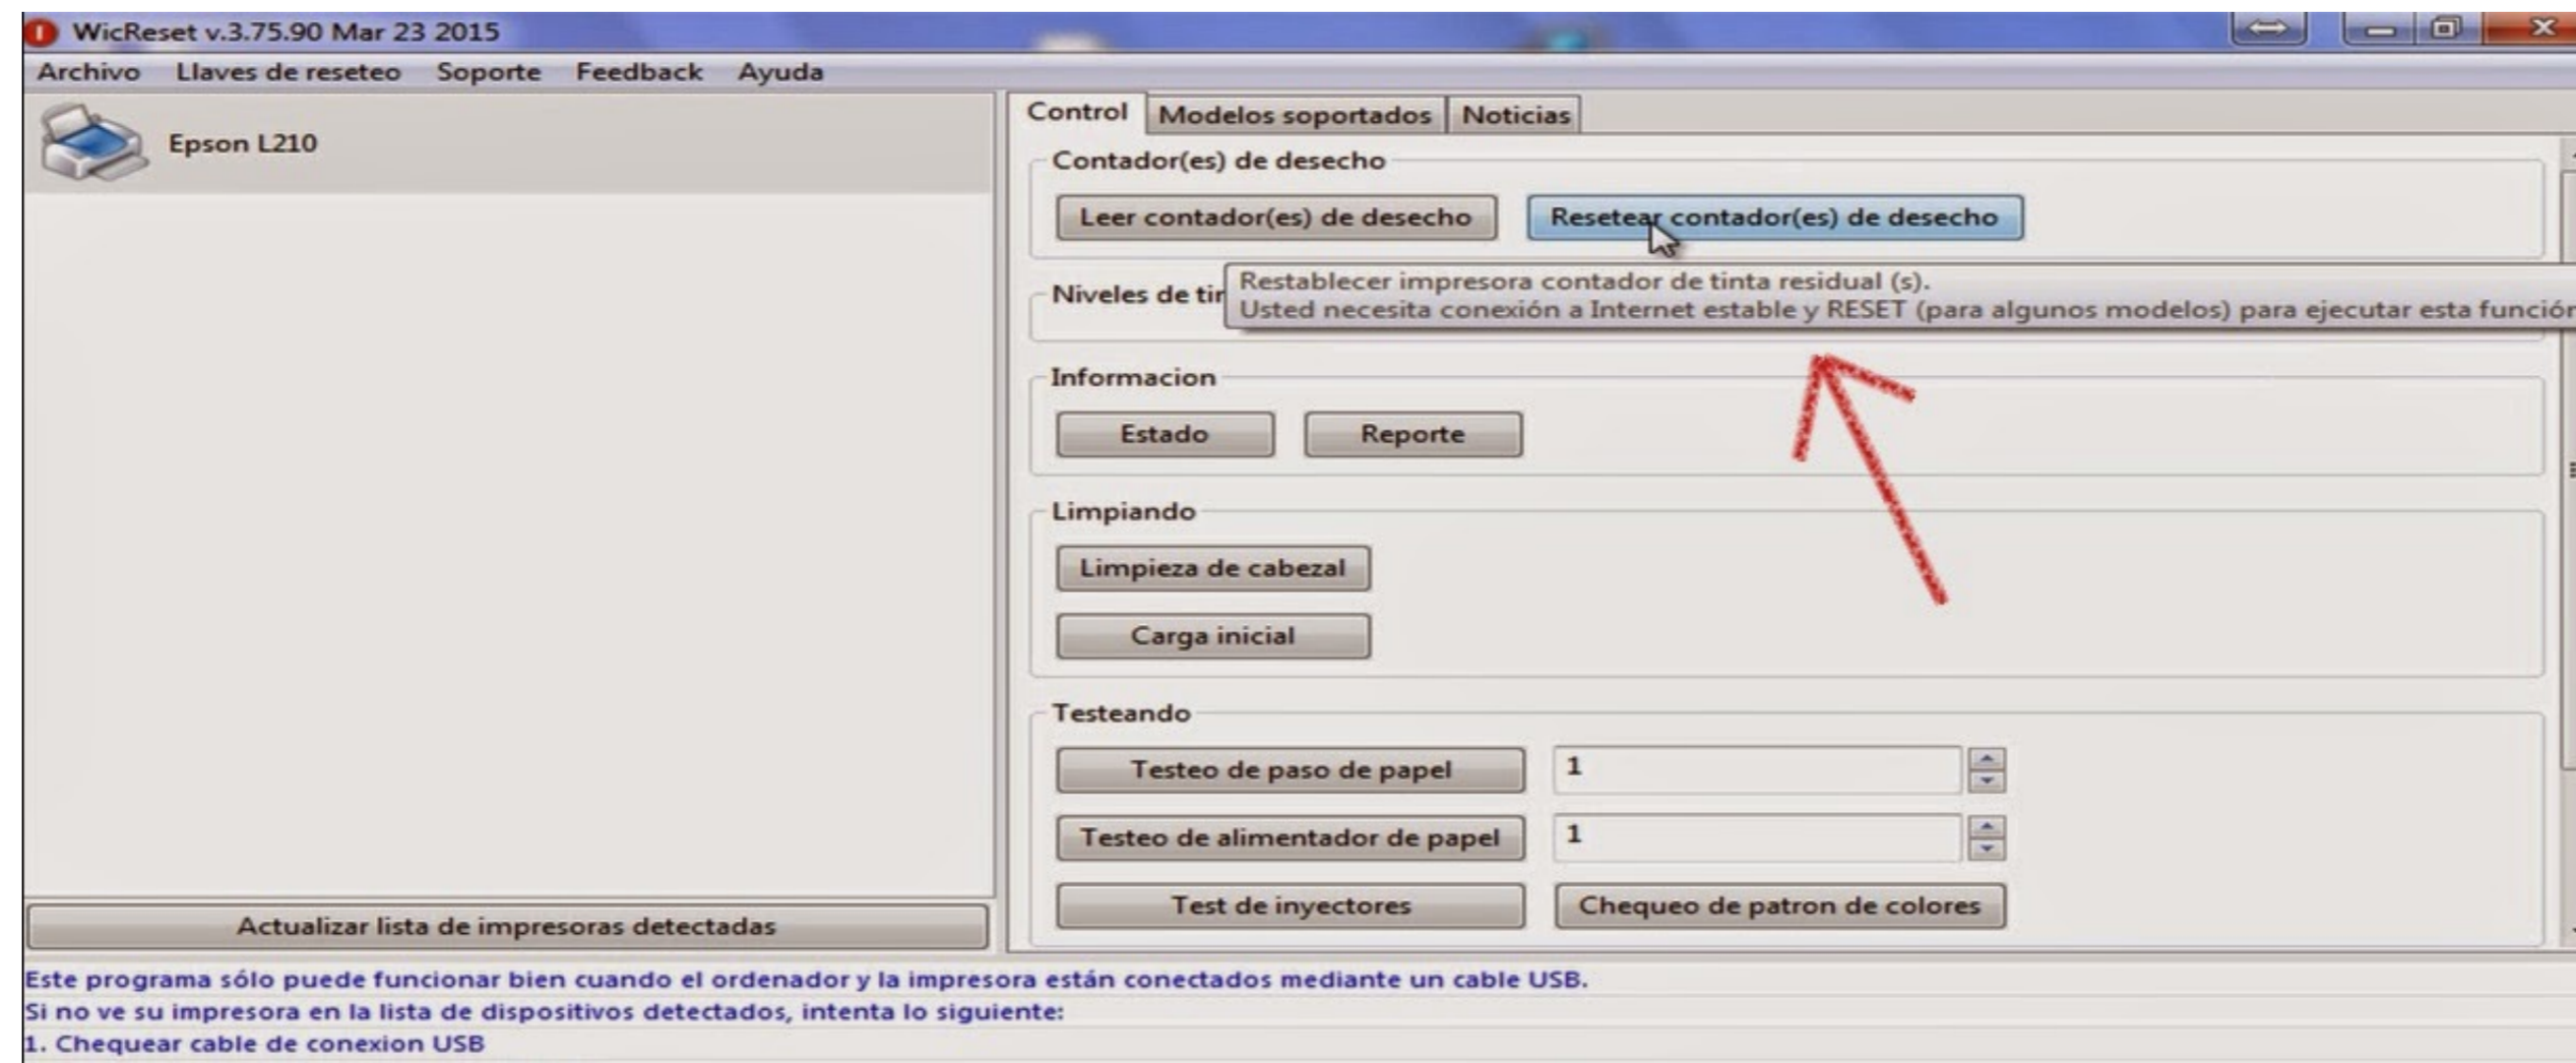 WicReset v.3.75.90 Mar 23 2015
Archivo Llaves de reseteo Soporte Feedback Ayuda
Epson L210
Control Modelos soportados Noticias
Contador(es) de desecho
Leer contador(es) de desecho Resetear contador(es) de desecho
Niveles de
Restablecer impresora contador de tinta residual (s).
Usted necesita conexión a Internet estable y RESET (para algunos modelos) para ejecutar esta función
Informacion
Estado Reporte
Limpiando
Limpieza de cabezal
Carga inicial
Testeando
Testeo de paso de papel 1
Testeo de alimentador de papel 1
Test de inyectores Chequeo de patron de colores
Actualizar lista de impresoras detectadas
Este programa sólo puede funcionar bien cuando el ordenador y la impresora están conectados mediante un cable USB.
Si no ve su impresora en la lista de dispositivos detectados, intenta lo siguiente:
1. Chequear cable de conexion USB